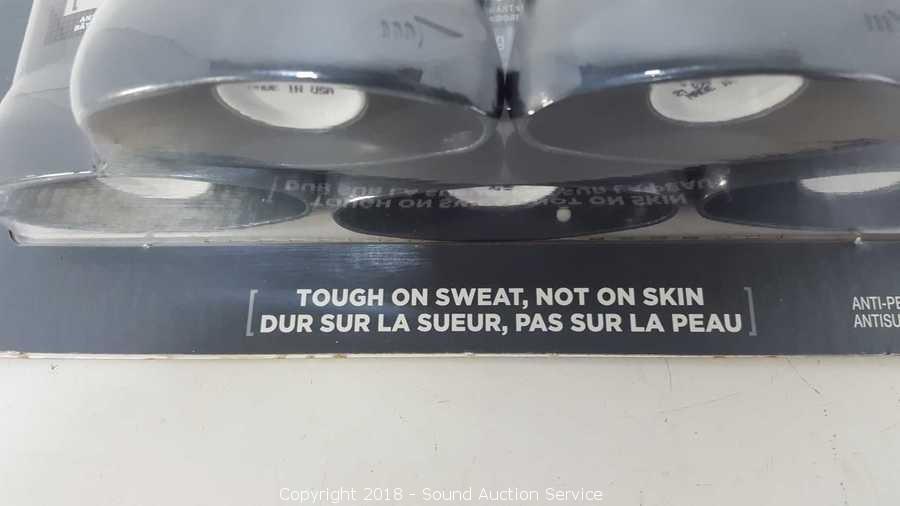 MADE IN USA
TOUGH ON SWEAT, NOT ON SKIN
DUR SUR LA SUEUR, PAS SUR LA PEAU
ANTI-PE
ANTISU
Copyright 2018 - Sound Auction Service